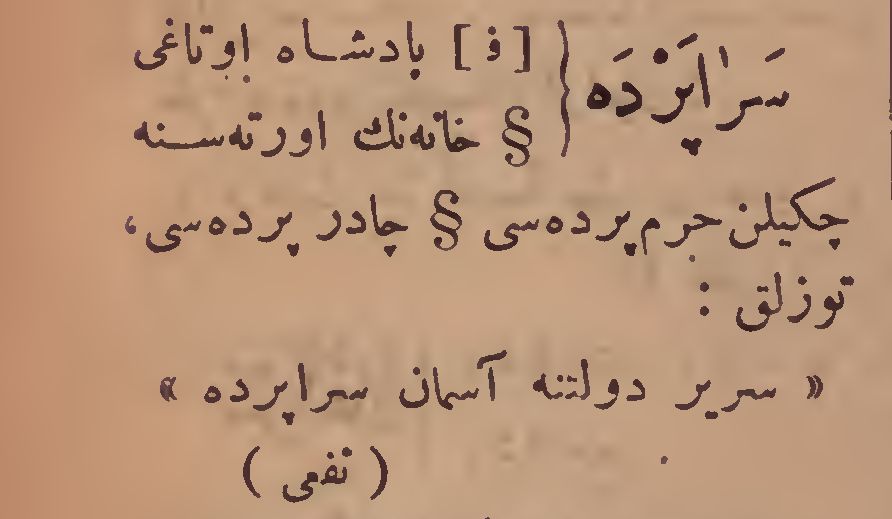 سَرَاپَرْدَه { [ ف ] پادشاه اوتاغی
§ خانه‌نك اورته‌سنه
چكیلن حرم پرده‌سی § چادر پرده‌سی،
توزلق :
« سریر دولتنه آسمان سراپرده »
( نفعی )